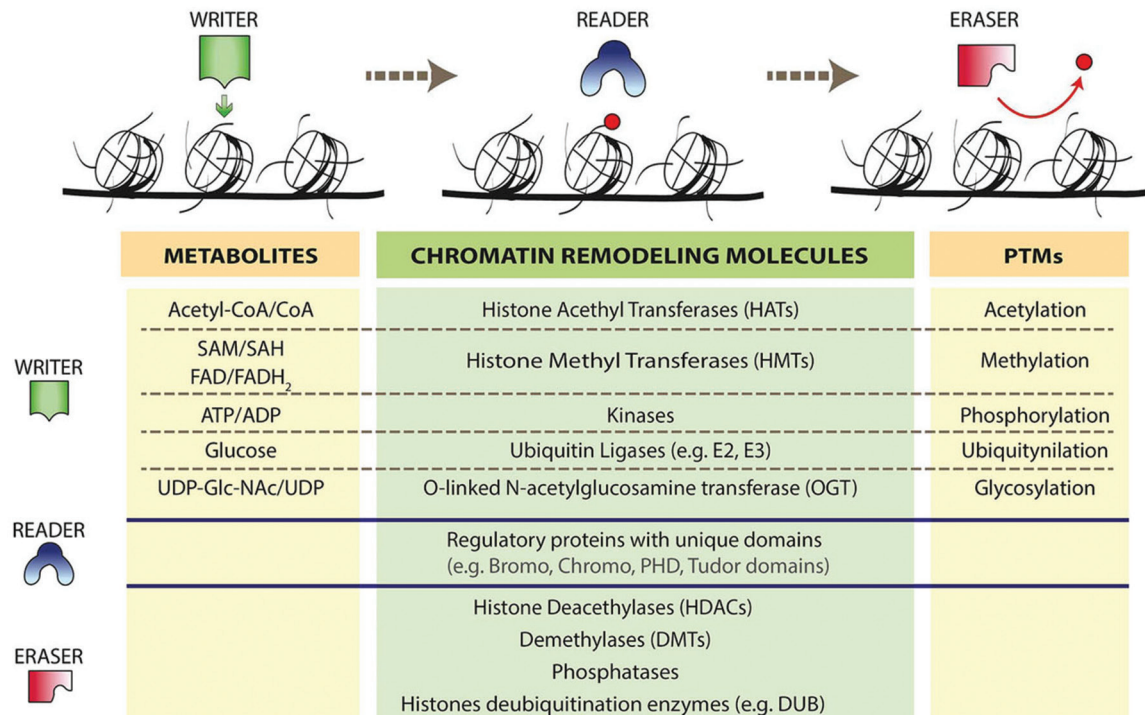 WRITER
READER
ERASER
METABOLITES
CHROMATIN REMODELING MOLECULES
PTMs
WRITER
Acetyl-CoA/CoA
Histone Acethyl Transferases (HATs)
Acetylation
SAM/SAH
FAD/FADH₂
Histone Methyl Transferases (HMTs)
Methylation
ATP/ADP
Kinases
Phosphorylation
Glucose
Ubiquitin Ligases (e.g. E2, E3)
Ubiquitynilation
UDP-Glc-NAc/UDP
O-linked N-acetylglucosamine transferase (OGT)
Glycosylation
READER
Regulatory proteins with unique domains
(e.g. Bromo, Chromo, PHD, Tudor domains)
ERASER
Histone Deacethylases (HDACs)
Demethylases (DMTs)
Phosphatases
Histones deubiquitination enzymes (e.g. DUB)